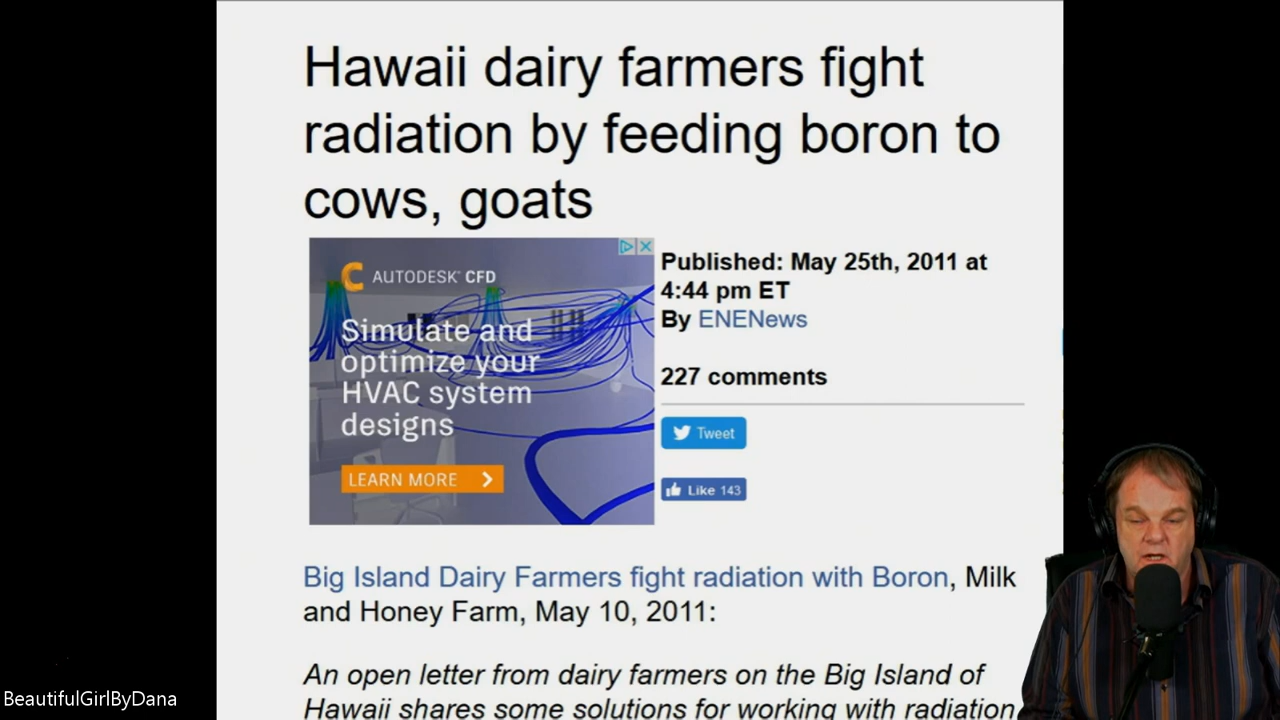 Hawaii dairy farmers fight
radiation by feeding boron to
cows, goats
AUTODESK CFD
Simulate and
optimize your
HVAC system
designs
LEARN MORE
Published: May 25th, 2011 at
4:44 pm ET
By ENENews
227 comments
Tweet
Like 143
Big Island Dairy Farmers fight radiation with Boron, Milk
and Honey Farm, May 10, 2011:
An open letter from dairy farmers on the Big Island of
Hawaii shares some solutions for working with radiation
BeautifulGirlByDana